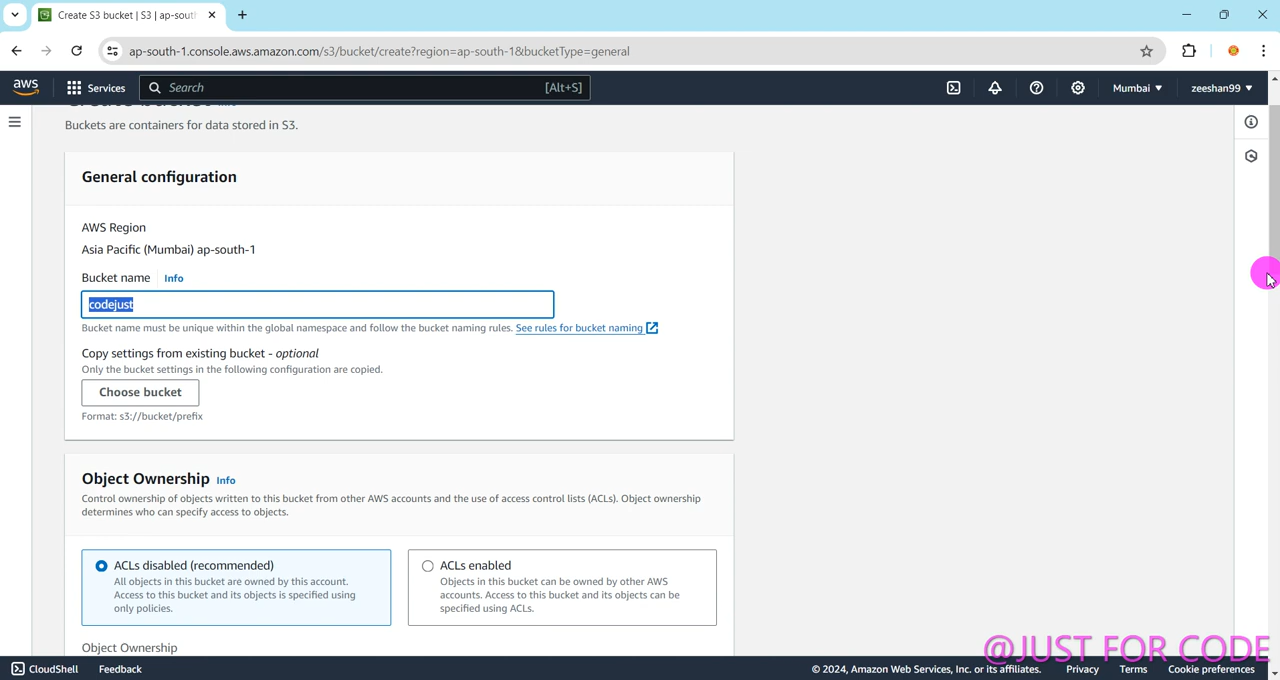 Create S3 bucket | S3 | ap-sout
ap-south-1.console.aws.amazon.com/s3/bucket/create?region=ap-south-1&bucketType=general
aws Services Search [Alt+S] Mumbai zeeshan99
Buckets are containers for data stored in S3.
General configuration
AWS Region
Asia Pacific (Mumbai) ap-south-1
Bucket name Info
codejust
Bucket name must be unique within the global namespace and follow the bucket naming rules. See rules for bucket naming
Copy settings from existing bucket - optional
Only the bucket settings in the following configuration are copied.
Choose bucket
Format: s3://bucket/prefix
Object Ownership Info
Control ownership of objects written to this bucket from other AWS accounts and the use of access control lists (ACLs). Object ownership
determines who can specify access to objects.
ACLs disabled (recommended)
All objects in this bucket are owned by this account.
Access to this bucket and its objects is specified using
only policies.
ACLs enabled
Objects in this bucket can be owned by other AWS
accounts. Access to this bucket and its objects can be
specified using ACLs.
Object Ownership
@JUST FOR CODE
CloudShell Feedback © 2024, Amazon Web Services, Inc. or its affiliates. Privacy Terms Cookie preferences